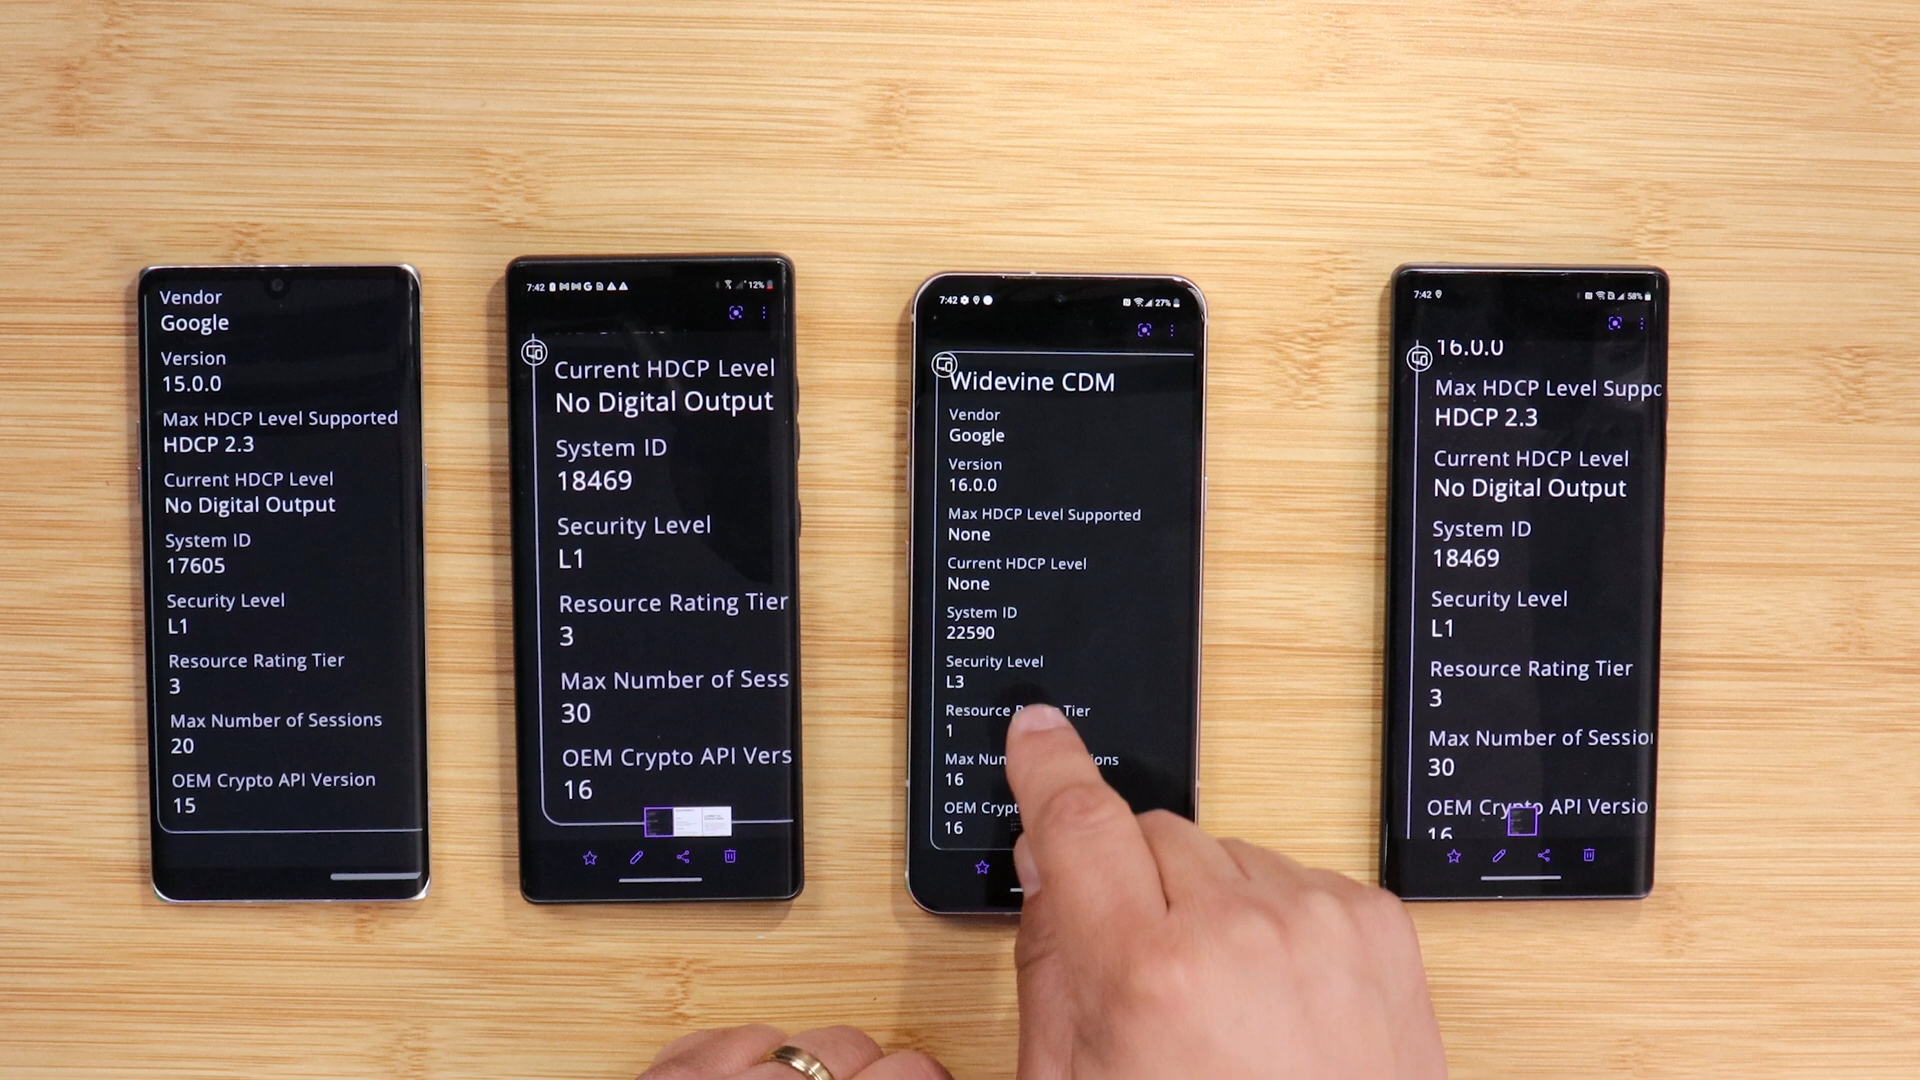 Vendor
Google
Version
15.0.0
Max HDCP Level Supported
HDCP 2.3
Current HDCP Level
No Digital Output
System ID
17605
Security Level
L1
Resource Rating Tier
3
Max Number of Sessions
20
OEM Crypto API Version
15
7:42 12%
Current HDCP Level
No Digital Output
System ID
18469
Security Level
L1
Resource Rating Tier
3
Max Number of Sess
30
OEM Crypto API Vers
16
7:42 27%
Widevine CDM
Vendor
Google
Version
16.0.0
Max HDCP Level Supported
None
Current HDCP Level
None
System ID
22590
Security Level
L3
Resource Tier
1
Max Num ions
16
OEM Crypt
16
7:42 58%
16.0.0
Max HDCP Level Suppo
HDCP 2.3
Current HDCP Level
No Digital Output
System ID
18469
Security Level
L1
Resource Rating Tier
3
Max Number of Sessio
30
OEM Crypto API Versio
16